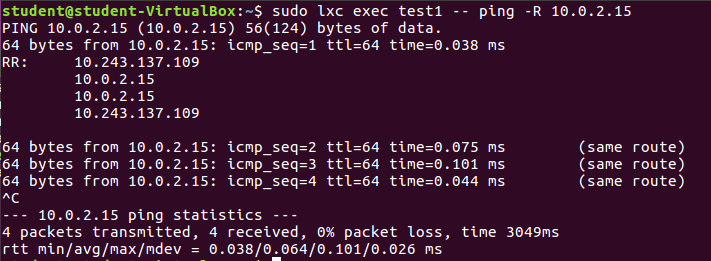 student@student-VirtualBox:~$ sudo lxc exec test1 -- ping -R 10.0.2.15
PING 10.0.2.15 (10.0.2.15) 56(124) bytes of data.
64 bytes from 10.0.2.15: icmp_seq=1 ttl=64 time=0.038 ms
RR:     10.243.137.109
        10.0.2.15
        10.0.2.15
        10.243.137.109

64 bytes from 10.0.2.15: icmp_seq=2 ttl=64 time=0.075 ms        (same route)
64 bytes from 10.0.2.15: icmp_seq=3 ttl=64 time=0.101 ms        (same route)
64 bytes from 10.0.2.15: icmp_seq=4 ttl=64 time=0.044 ms        (same route)
^C
--- 10.0.2.15 ping statistics ---
4 packets transmitted, 4 received, 0% packet loss, time 3049ms
rtt min/avg/max/mdev = 0.038/0.064/0.101/0.026 ms